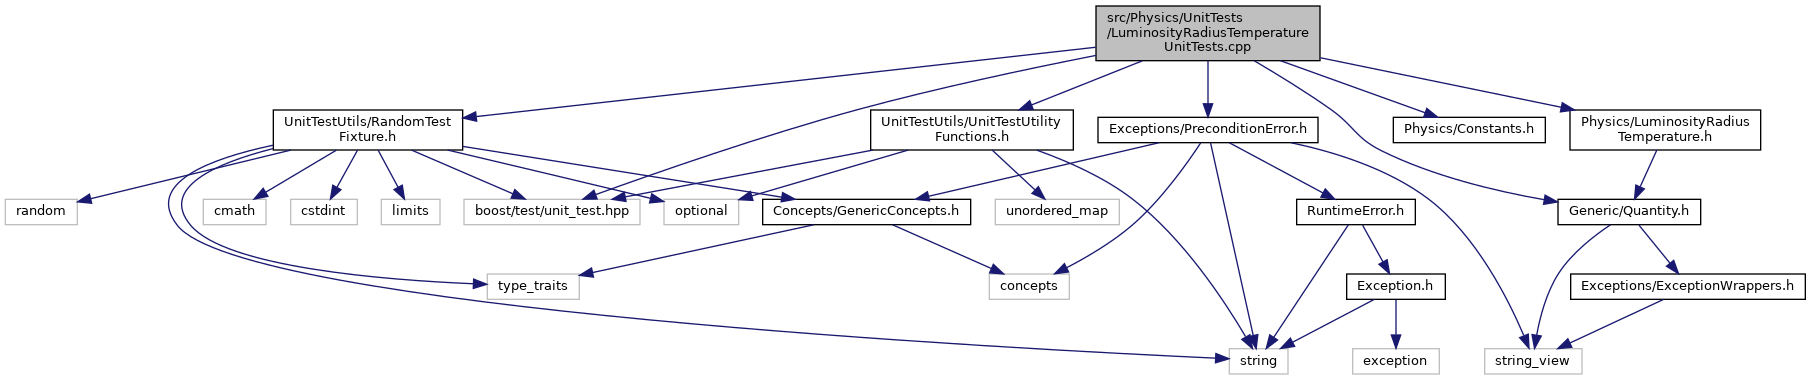 src/Physics/UnitTests
/LuminosityRadiusTemperature
UnitTests.cpp
UnitTestUtils/RandomTest
Fixture.h
UnitTestUtils/UnitTestUtility
Functions.h
Exceptions/PreconditionError.h
Physics/Constants.h
Physics/LuminosityRadius
Temperature.h
random
cmath
cstdint
limits
boost/test/unit_test.hpp
optional
Concepts/GenericConcepts.h
unordered_map
RuntimeError.h
Generic/Quantity.h
type_traits
concepts
Exception.h
Exceptions/ExceptionWrappers.h
string
exception
string_view